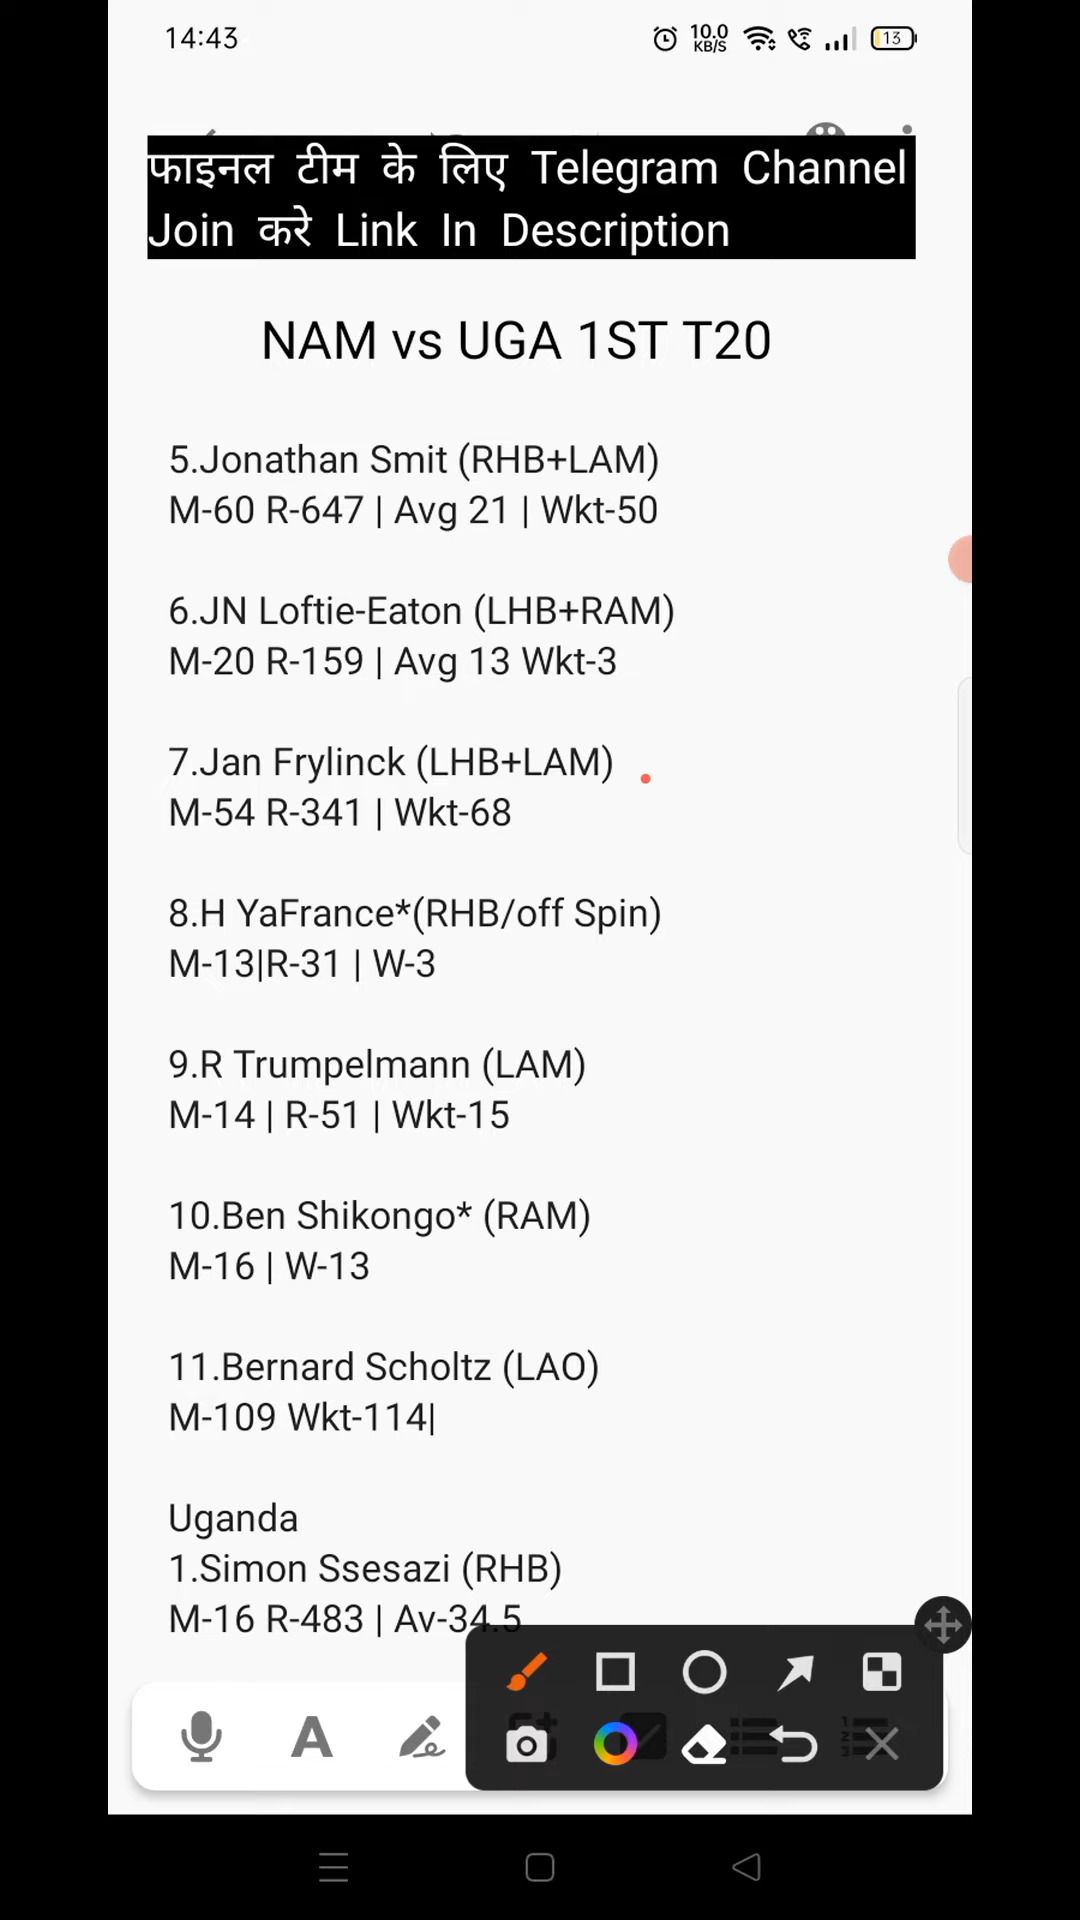 14:43
10.0
KB/S
13
फाइनल टीम के लिए Telegram Channel
Join करे Link In Description
NAM vs UGA 1ST T20
5.Jonathan Smit (RHB+LAM)
M-60 R-647 | Avg 21 | Wkt-50
6.JN Loftie-Eaton (LHB+RAM)
M-20 R-159 | Avg 13 Wkt-3
7.Jan Frylinck (LHB+LAM)
M-54 R-341 | Wkt-68
8.H YaFrance*(RHB/off Spin)
M-13|R-31 | W-3
9.R Trumpelmann (LAM)
M-14 | R-51 | Wkt-15
10.Ben Shikongo* (RAM)
M-16 | W-13
11.Bernard Scholtz (LAO)
M-109 Wkt-114|
Uganda
1.Simon Ssesazi (RHB)
M-16 R-483 | Av-34.5
A